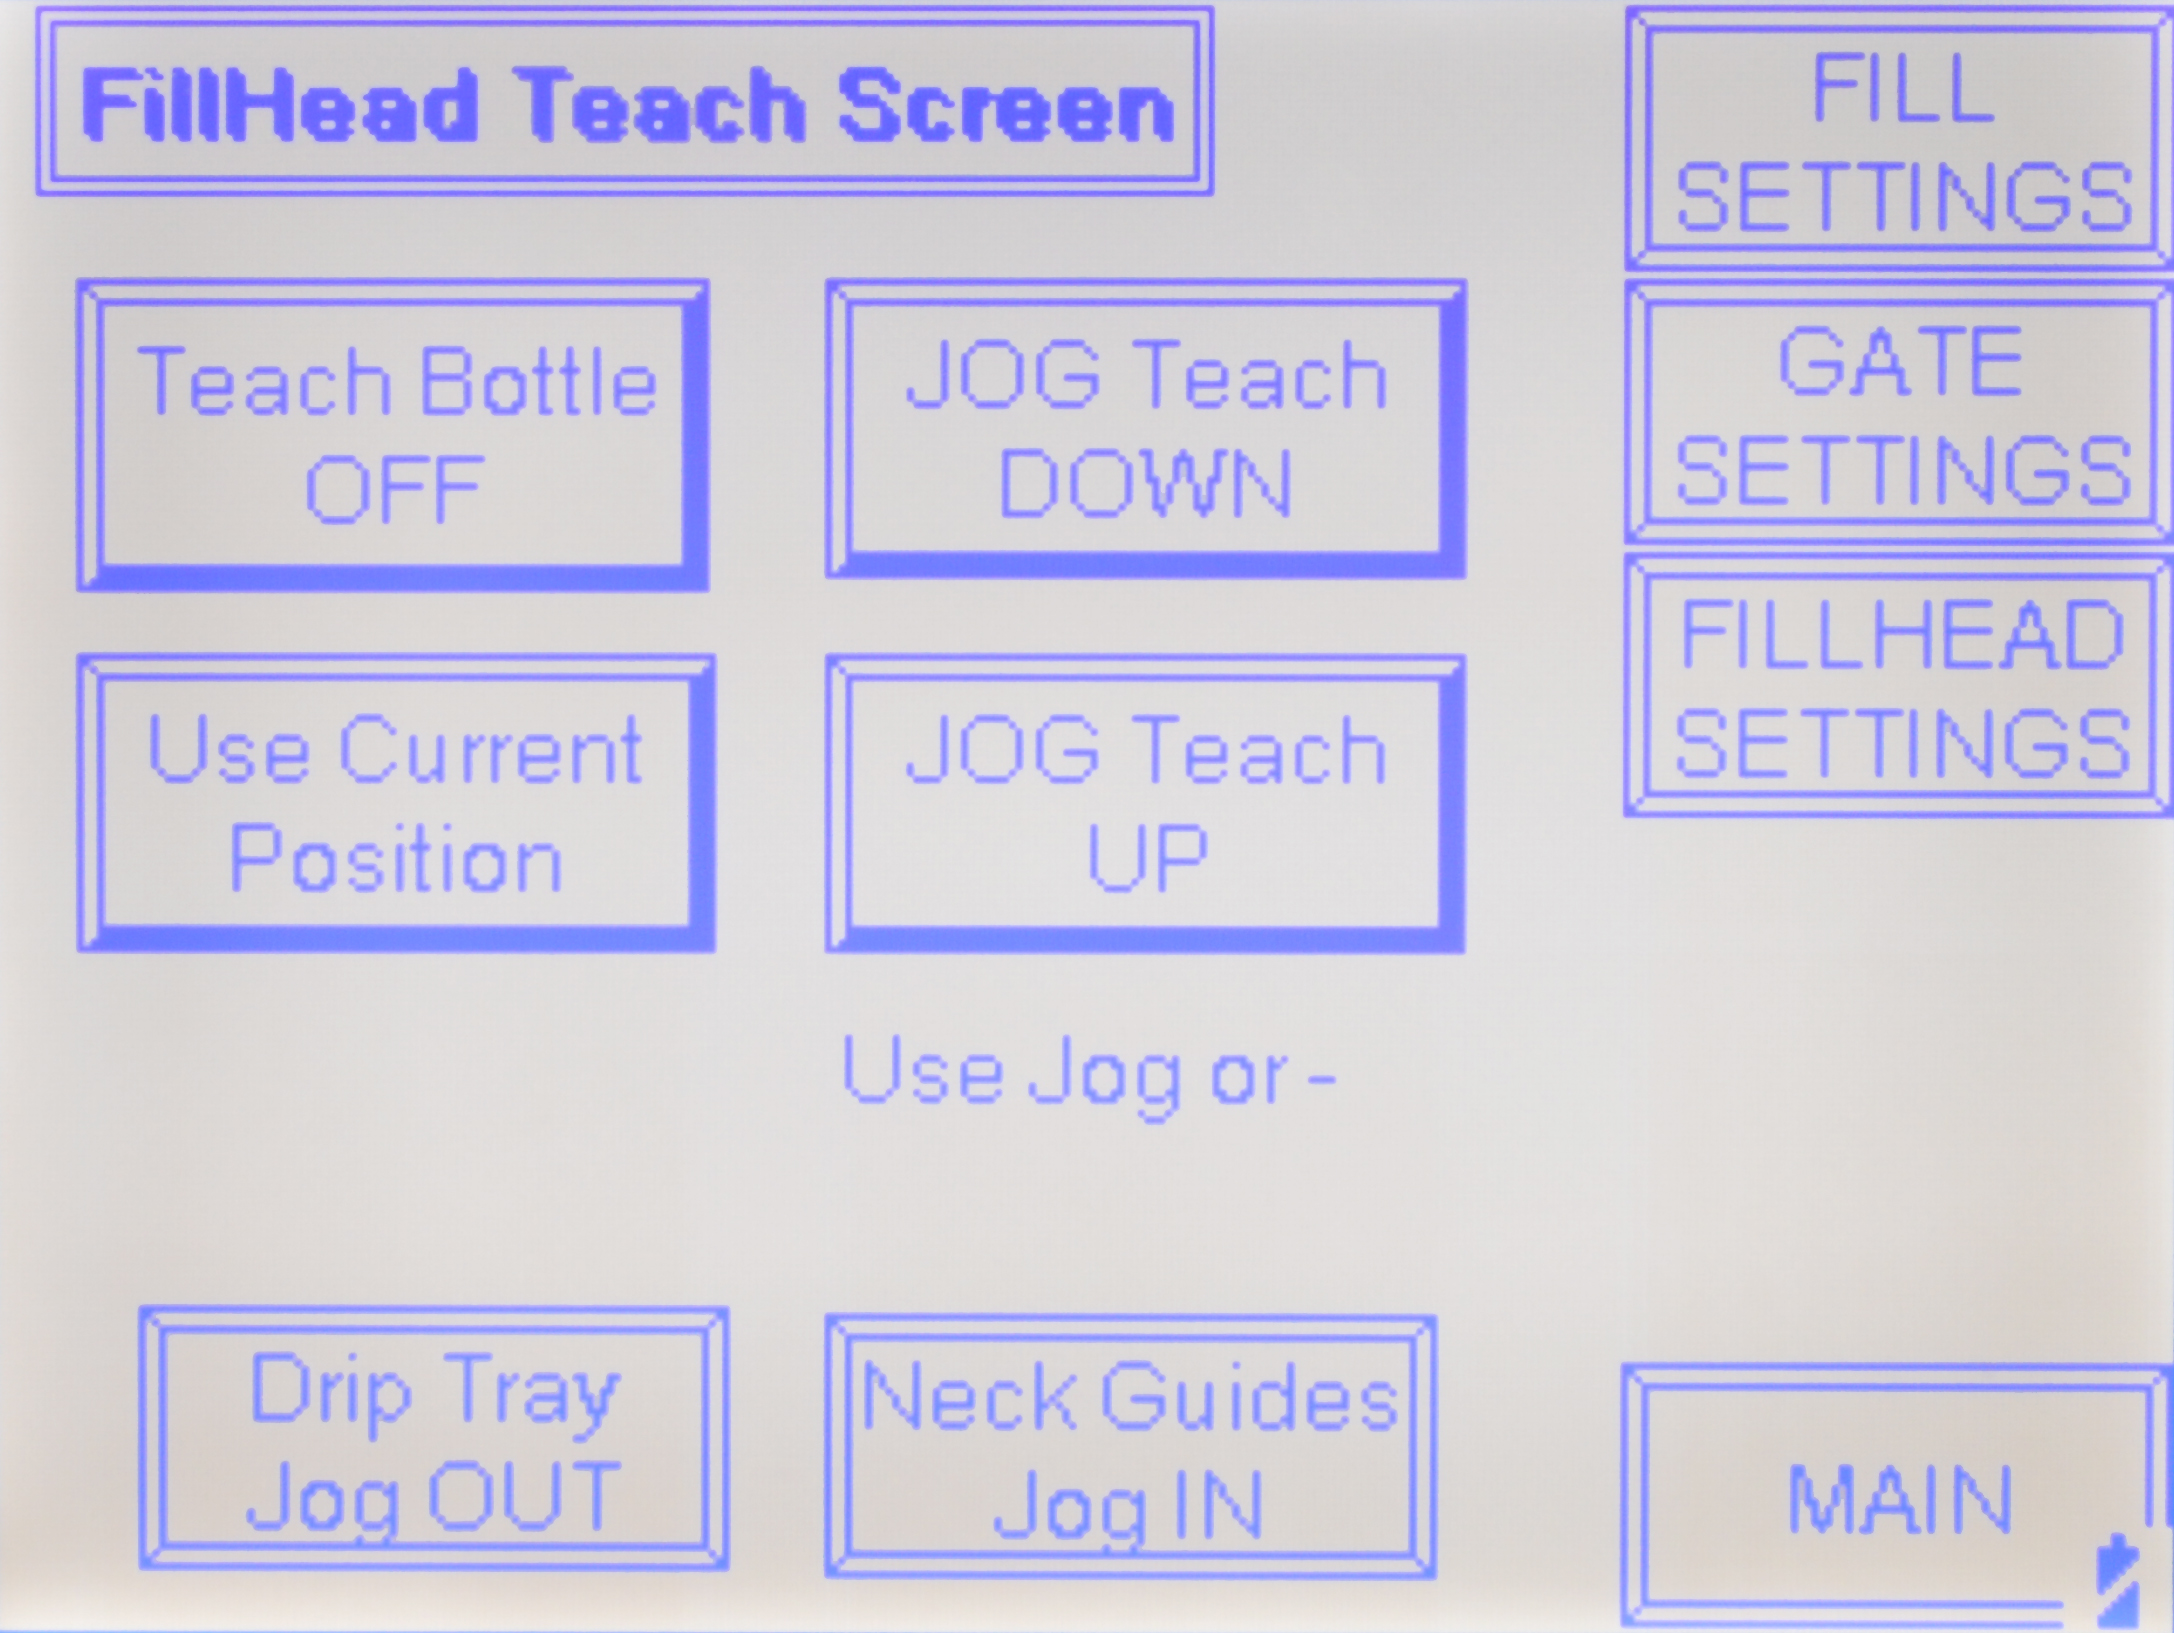 FillHead Teach Screen
FILL
SETTINGS
Teach Bottle
OFF
JOG Teach
DOWN
GATE
SETTINGS
Use Current
Position
JOG Teach
UP
FILLHEAD
SETTINGS
Use Jog or -
Drip Tray
Jog OUT
Neck Guides
Jog IN
MAIN